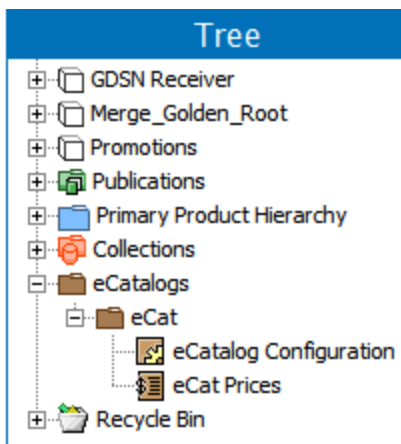 Tree
GDSN Receiver
Merge_Golden_Root
Promotions
Publications
Primary Product Hierarchy
Collections
eCatalogs
eCat
eCatalog Configuration
eCat Prices
Recycle Bin